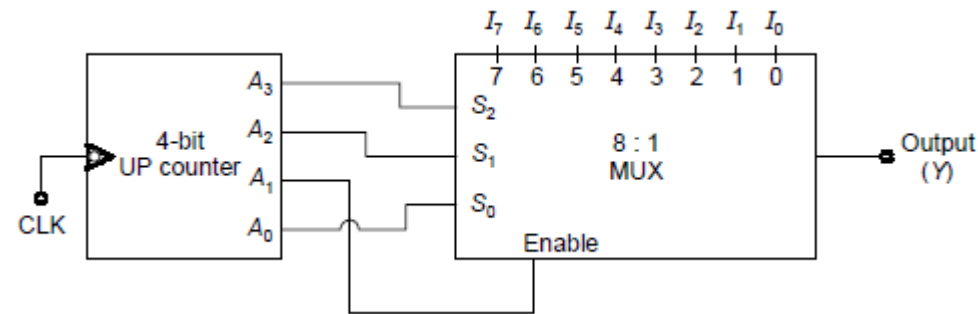 I7 I6 I5 I4 I3 I2 I1 I0
7 6 5 4 3 2 1 0
A3
S2
4-bit
UP counter
A2
S1
8 : 1
MUX
Output
(Y)
A1
S0
CLK
A0
Enable